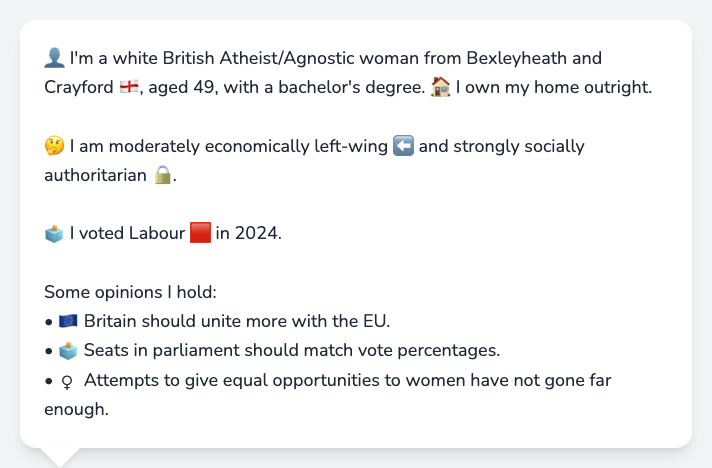 👤 I'm a white British Atheist/Agnostic woman from Bexleyheath and
Crayford 🏴󠁧󠁢󠁥󠁮󠁧󠁿, aged 49, with a bachelor's degree. 🏠 I own my home outright.
🤔 I am moderately economically left-wing ⬅️ and strongly socially
authoritarian 🔒.
🗳️ I voted Labour 🟥 in 2024.
Some opinions I hold:
• 🇪🇺 Britain should unite more with the EU.
• 🗳️ Seats in parliament should match vote percentages.
• ♀ Attempts to give equal opportunities to women have not gone far
enough.